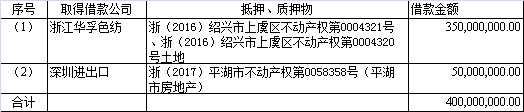 序号 取得借款公司 抵押、质押物 借款金额
（1） 浙江华孚色纺 浙（2016）绍兴市上虞区不动产权第0004321号 350,000,000.00
、浙（2016）绍兴市上虞区不动产权第0004320
号土地
（2） 深圳进出口 浙（2017）平湖市不动产权第0058358号（平湖 50,000,000.00
市房地产）
合计 400,000,000.00